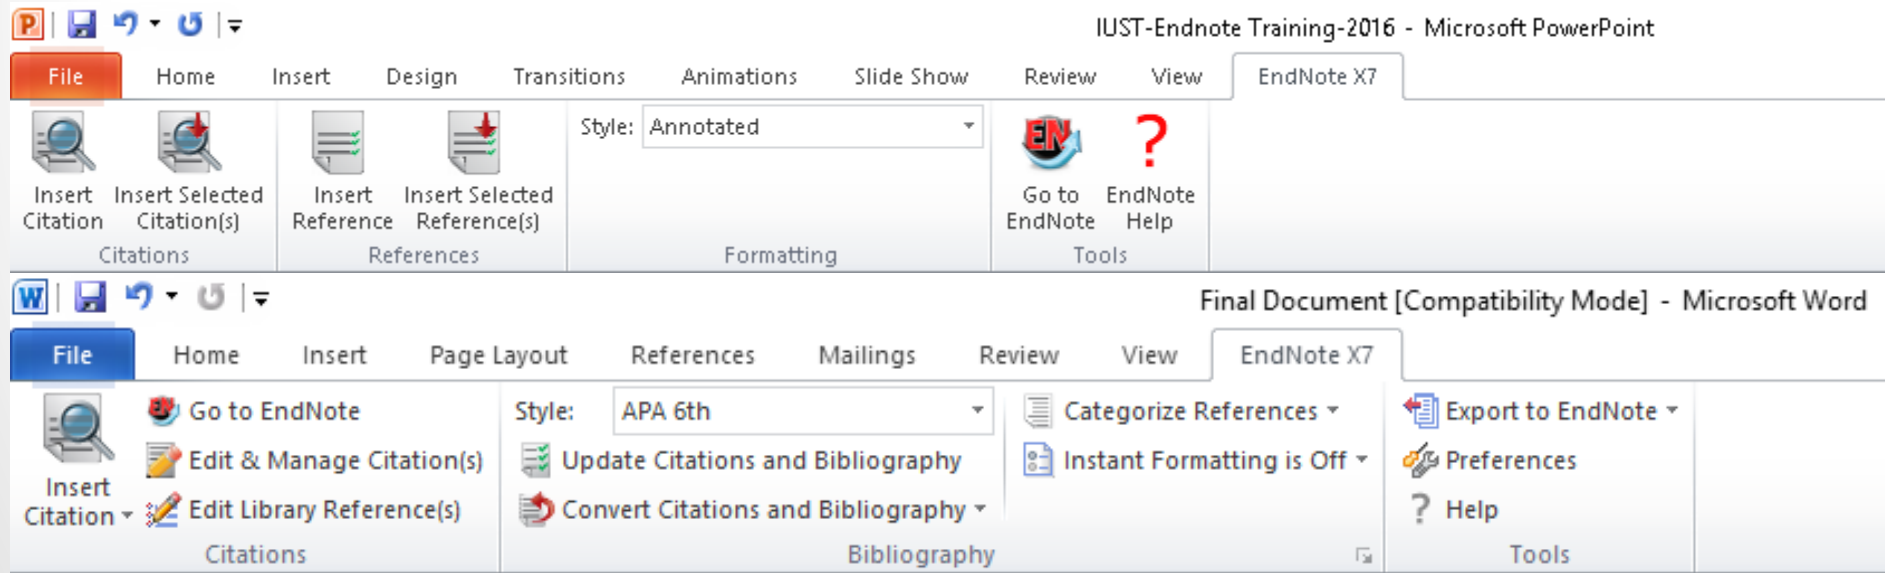 IUST-Endnote Training-2016 - Microsoft PowerPoint
File Home Insert Design Transitions Animations Slide Show Review View EndNote X7
Style: Annotated
Insert Citation
Insert Selected Citation(s)
Insert Reference
Insert Selected Reference(s)
Go to EndNote
EndNote Help
Citations References Formatting Tools
Final Document [Compatibility Mode] - Microsoft Word
File Home Insert Page Layout References Mailings Review View EndNote X7
Insert Citation
Go to EndNote
Edit & Manage Citation(s)
Edit Library Reference(s)
Style: APA 6th
Update Citations and Bibliography
Convert Citations and Bibliography
Categorize References
Instant Formatting is Off
Export to EndNote
Preferences
? Help
Citations Bibliography Tools